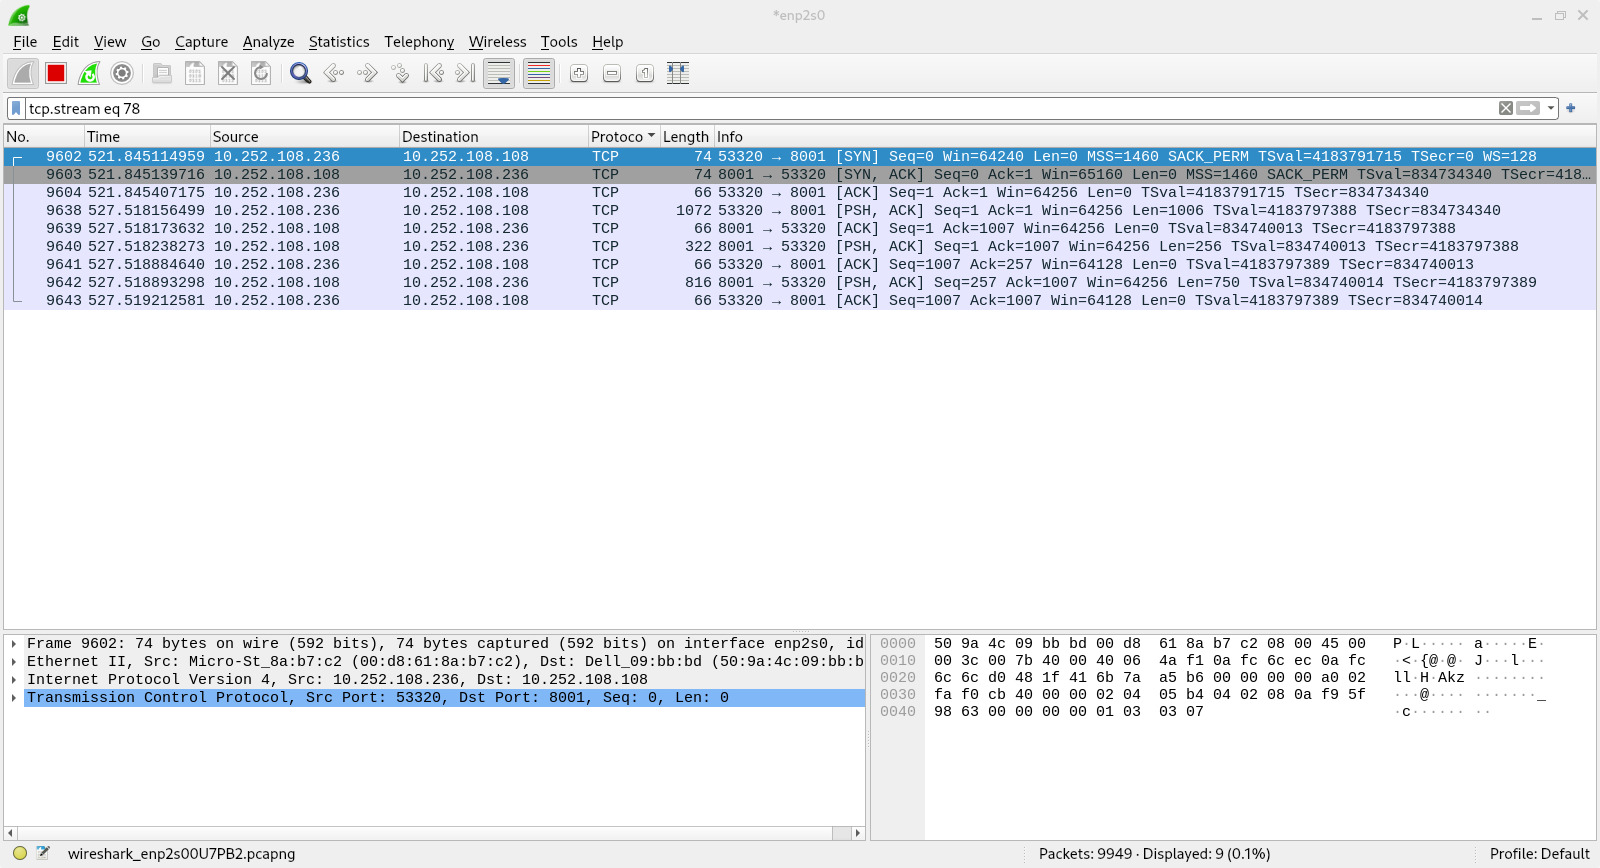 *enp2s0
File Edit View Go Capture Analyze Statistics Telephony Wireless Tools Help
tcp.stream eq 78
No. Time Source Destination Protoco Length Info
9602 521.845114959 10.252.108.236 10.252.108.108 TCP 74 53320 → 8001 [SYN] Seq=0 Win=64240 Len=0 MSS=1460 SACK_PERM TSval=4183791715 TSecr=0 WS=128
9603 521.845139716 10.252.108.108 10.252.108.236 TCP 74 8001 → 53320 [SYN, ACK] Seq=0 Ack=1 Win=65160 Len=0 MSS=1460 SACK_PERM TSval=834734340 TSecr=418…
9604 521.845407175 10.252.108.236 10.252.108.108 TCP 66 53320 → 8001 [ACK] Seq=1 Ack=1 Win=64256 Len=0 TSval=4183791715 TSecr=834734340
9638 527.518156499 10.252.108.236 10.252.108.108 TCP 1072 53320 → 8001 [PSH, ACK] Seq=1 Ack=1 Win=64256 Len=1006 TSval=4183797388 TSecr=834734340
9639 527.518173632 10.252.108.108 10.252.108.236 TCP 66 8001 → 53320 [ACK] Seq=1 Ack=1007 Win=64256 Len=0 TSval=834740013 TSecr=4183797388
9640 527.518238273 10.252.108.108 10.252.108.236 TCP 322 8001 → 53320 [PSH, ACK] Seq=1 Ack=1007 Win=64256 Len=256 TSval=834740013 TSecr=4183797388
9641 527.518884640 10.252.108.236 10.252.108.108 TCP 66 53320 → 8001 [ACK] Seq=1007 Ack=257 Win=64128 Len=0 TSval=4183797389 TSecr=834740013
9642 527.518893298 10.252.108.108 10.252.108.236 TCP 816 8001 → 53320 [PSH, ACK] Seq=257 Ack=1007 Win=64256 Len=750 TSval=834740014 TSecr=4183797389
9643 527.519212581 10.252.108.236 10.252.108.108 TCP 66 53320 → 8001 [ACK] Seq=1007 Ack=1007 Win=64128 Len=0 TSval=4183797389 TSecr=834740014
Frame 9602: 74 bytes on wire (592 bits), 74 bytes captured (592 bits) on interface enp2s0, id
Ethernet II, Src: Micro-St_8a:b7:c2 (00:d8:61:8a:b7:c2), Dst: Dell_09:bb:bd (50:9a:4c:09:bb:b
Internet Protocol Version 4, Src: 10.252.108.236, Dst: 10.252.108.108
Transmission Control Protocol, Src Port: 53320, Dst Port: 8001, Seq: 0, Len: 0
0000 50 9a 4c 09 bb bd 00 d8 61 8a b7 c2 08 00 45 00 P·L····· a·····E·
0010 00 3c 00 7b 40 00 40 06 4a f1 0a fc 6c ec 0a fc ·<·{@·@· J···l···
0020 6c 6c d0 48 1f 41 6b 7a a5 b6 00 00 00 00 a0 02 ll·H·Akz ········
0030 fa f0 cb 40 00 00 02 04 05 b4 04 02 08 0a f9 5f ···@···· ·······_
0040 98 63 00 00 00 00 01 03 03 07 ·c······ ··
wireshark_enp2s00U7PB2.pcapng
Packets: 9949 · Displayed: 9 (0.1%)
Profile: Default